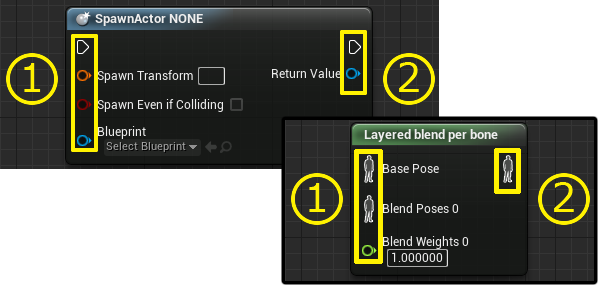 SpawnActor NONE
1
Spawn Transform
Return Value
2
Spawn Even if Colliding
Blueprint
Select Blueprint
Layered blend per bone
1
Base Pose
2
Blend Poses 0
Blend Weights 0
1.000000